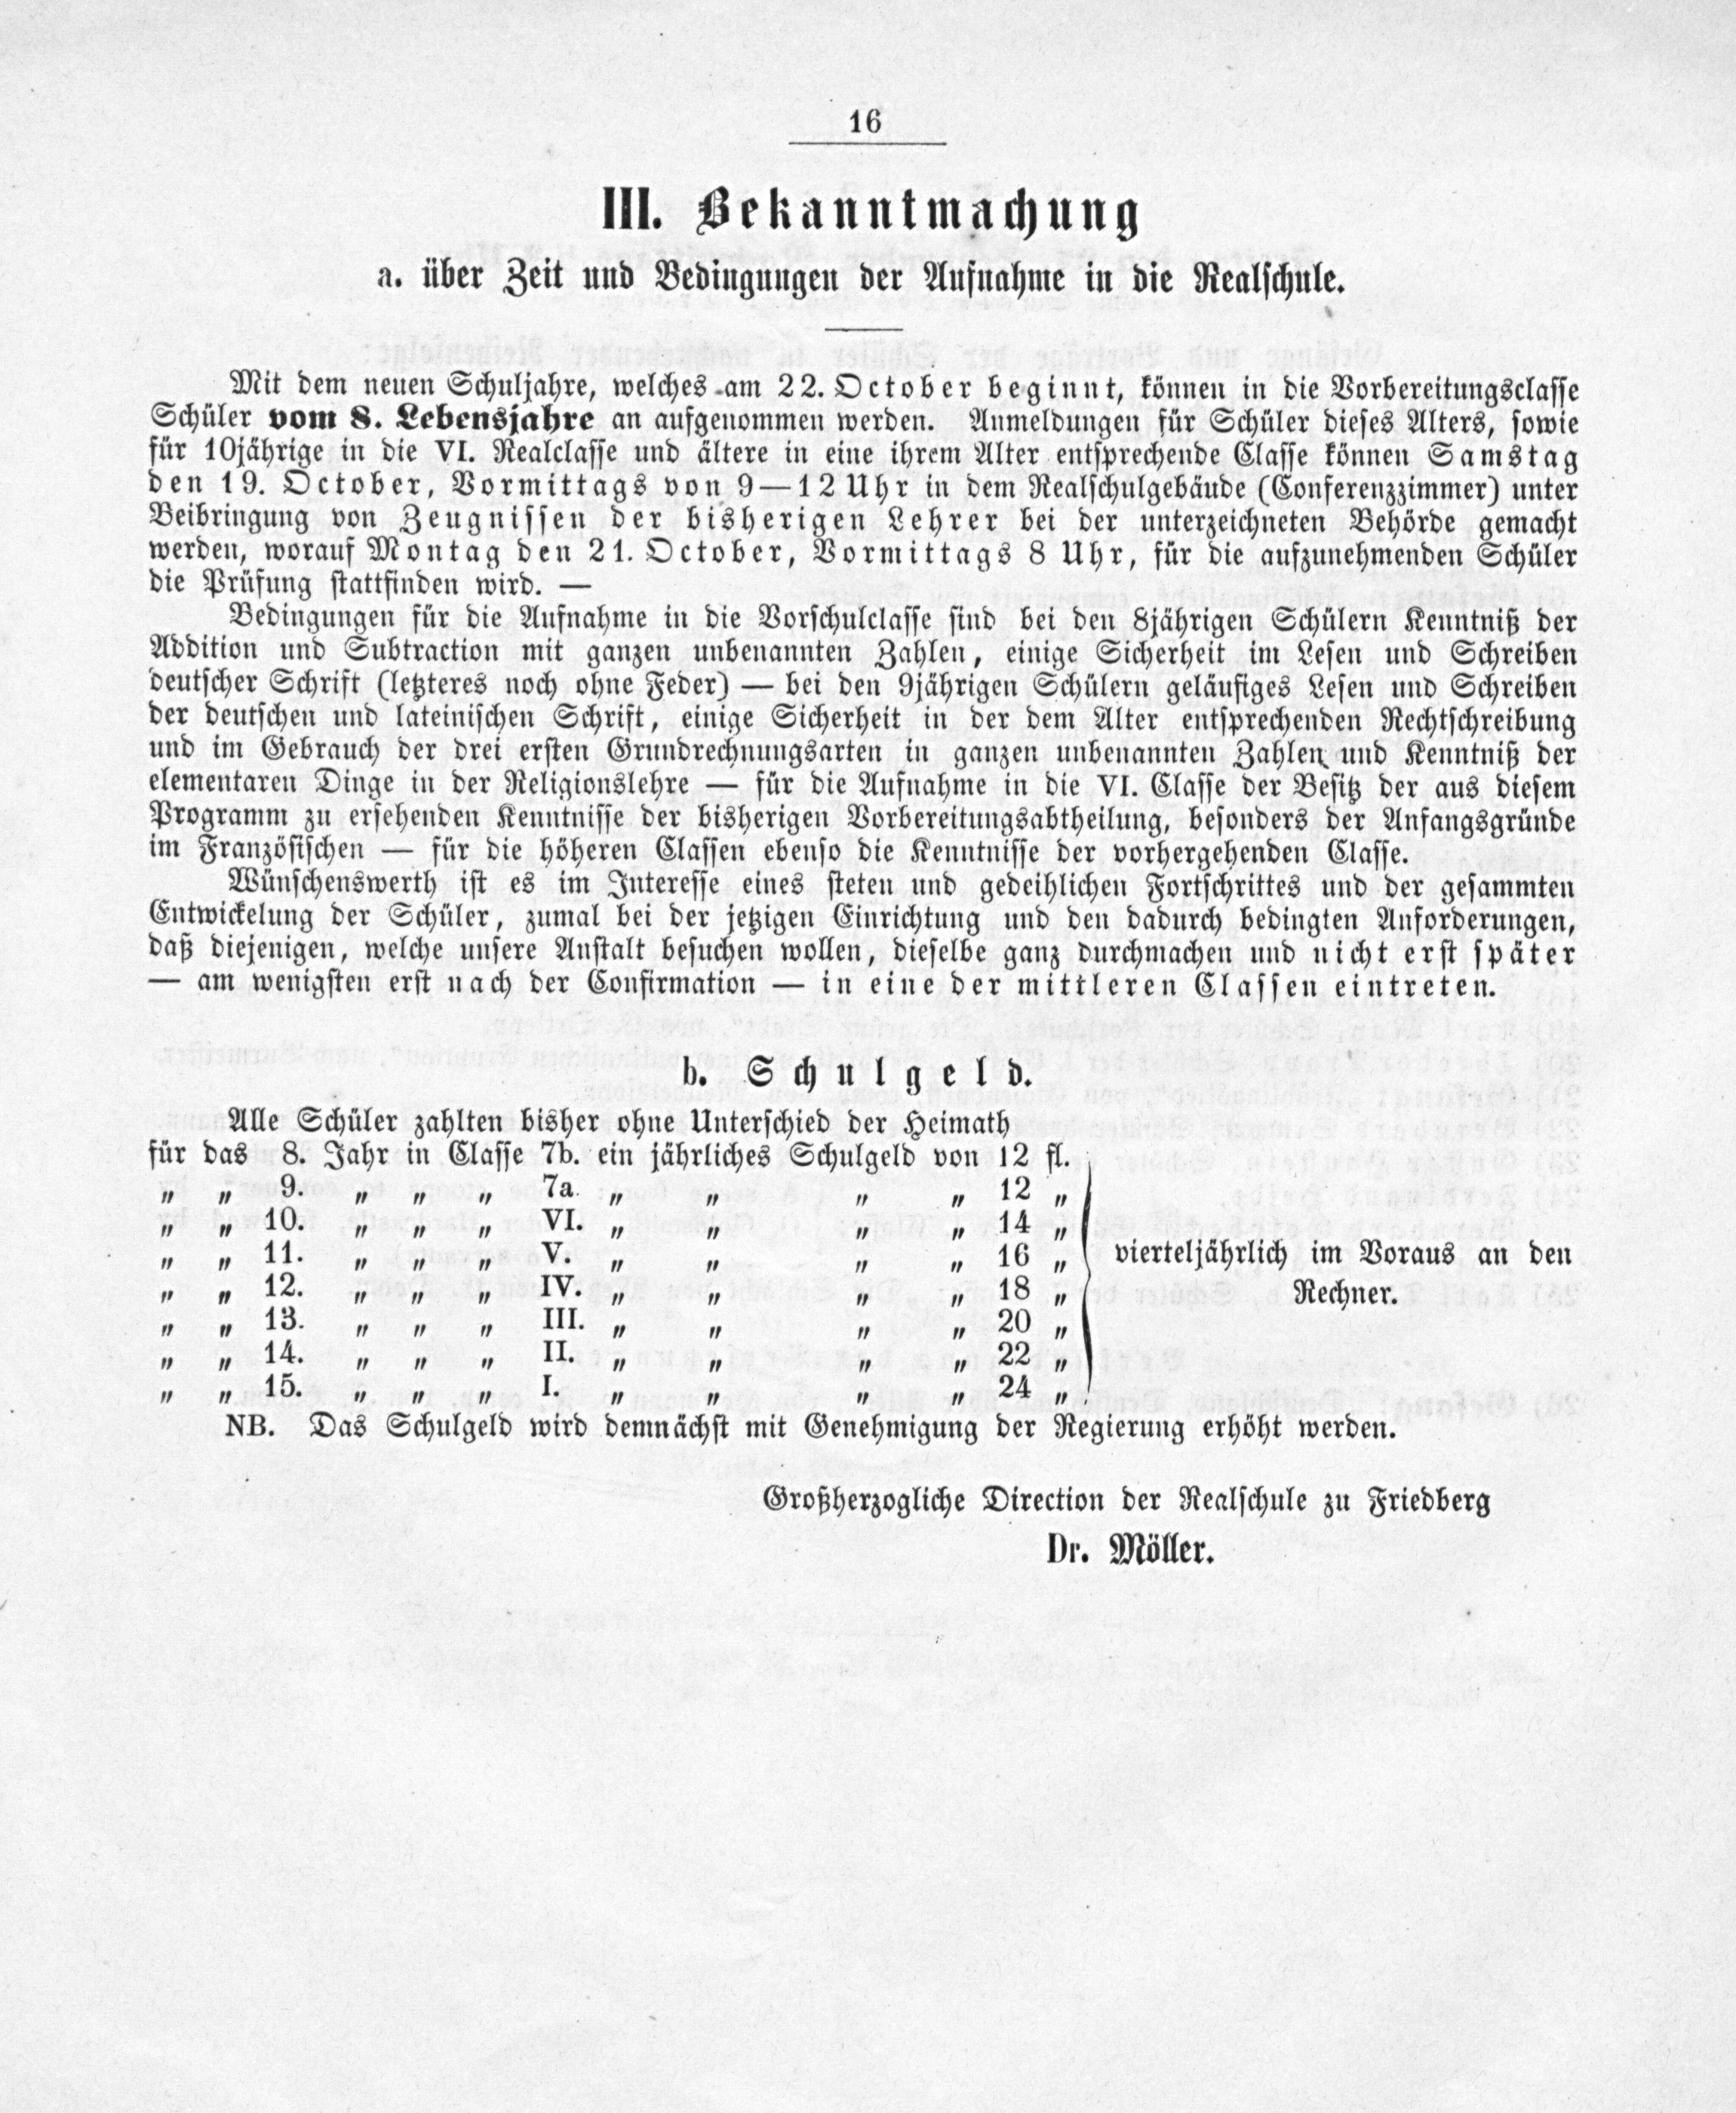 16
III. Bekanntmachung
a. über Zeit und Bedingungen der Aufnahme in die Realschule.
Mit dem neuen Schuljahre, welches am 22. October beginnt, können in die Vorbereitungsclasse
Schüler vom 8. Lebensjahre an aufgenommen werden. Anmeldungen für Schüler dieses Alters, sowie
für 10jährige in die VI. Realclasse und ältere in eine ihrem Alter entsprechende Classe können Samstag
den 19. October, Vormittags von 9—12 Uhr in dem Realschulgebäude (Conferenzzimmer) unter
Beibringung von Zeugnissen der bisherigen Lehrer bei der unterzeichneten Behörde gemacht
werden, worauf Montag den 21. October, Vormittags 8 Uhr, für die aufzunehmenden Schüler
die Prüfung stattfinden wird. —
Bedingungen für die Aufnahme in die Vorschulclasse sind bei den 8jährigen Schülern Kenntniß der
Addition und Subtraction mit ganzen unbenannten Zahlen, einige Sicherheit im Lesen und Schreiben
deutscher Schrift (letzteres noch ohne Feder) — bei den 9jährigen Schülern geläufiges Lesen und Schreiben
der deutschen und lateinischen Schrift, einige Sicherheit in der dem Alter entsprechenden Rechtschreibung
und im Gebrauch der drei ersten Grundrechnungsarten in ganzen unbenannten Zahlen und Kenntniß der
elementaren Dinge in der Religionslehre — für die Aufnahme in die VI. Classe der Besitz der aus diesem
Programm zu ersehenden Kenntnisse der bisherigen Vorbereitungsabtheilung, besonders der Anfangsgründe
im Französischen — für die höheren Classen ebenso die Kenntnisse der vorhergehenden Classe.
Wünschenswerth ist es im Interesse eines steten und gedeihlichen Fortschrittes und der gesammten
Entwickelung der Schüler, zumal bei der jetzigen Einrichtung und den dadurch bedingten Anforderungen,
daß diejenigen, welche unsere Anstalt besuchen wollen, dieselbe ganz durchmachen und nicht erst später
— am wenigsten erst nach der Confirmation — in eine der mittleren Classen eintreten.
b. Schulgeld.
Alle Schüler zahlten bisher ohne Unterschied der Heimath
für das 8. Jahr in Classe 7b. ein jährliches Schulgeld von 12 fl.
„ „ 9. „ „ „ 7a. „ „ „ „ 12 „
„ „ 10. „ „ „ VI. „ „ „ „ 14 „
„ „ 11. „ „ „ V. „ „ „ „ 16 „
„ „ 12. „ „ „ IV. „ „ „ „ 18 „
„ „ 13. „ „ „ III. „ „ „ „ 20 „
„ „ 14. „ „ „ II. „ „ „ „ 22 „
„ „ 15. „ „ „ I. „ „ „ „ 24 „
vierteljährlich im Voraus an den
Rechner.
NB. Das Schulgeld wird demnächst mit Genehmigung der Regierung erhöht werden.
Großherzogliche Direction der Realschule zu Friedberg
Dr. Möller.